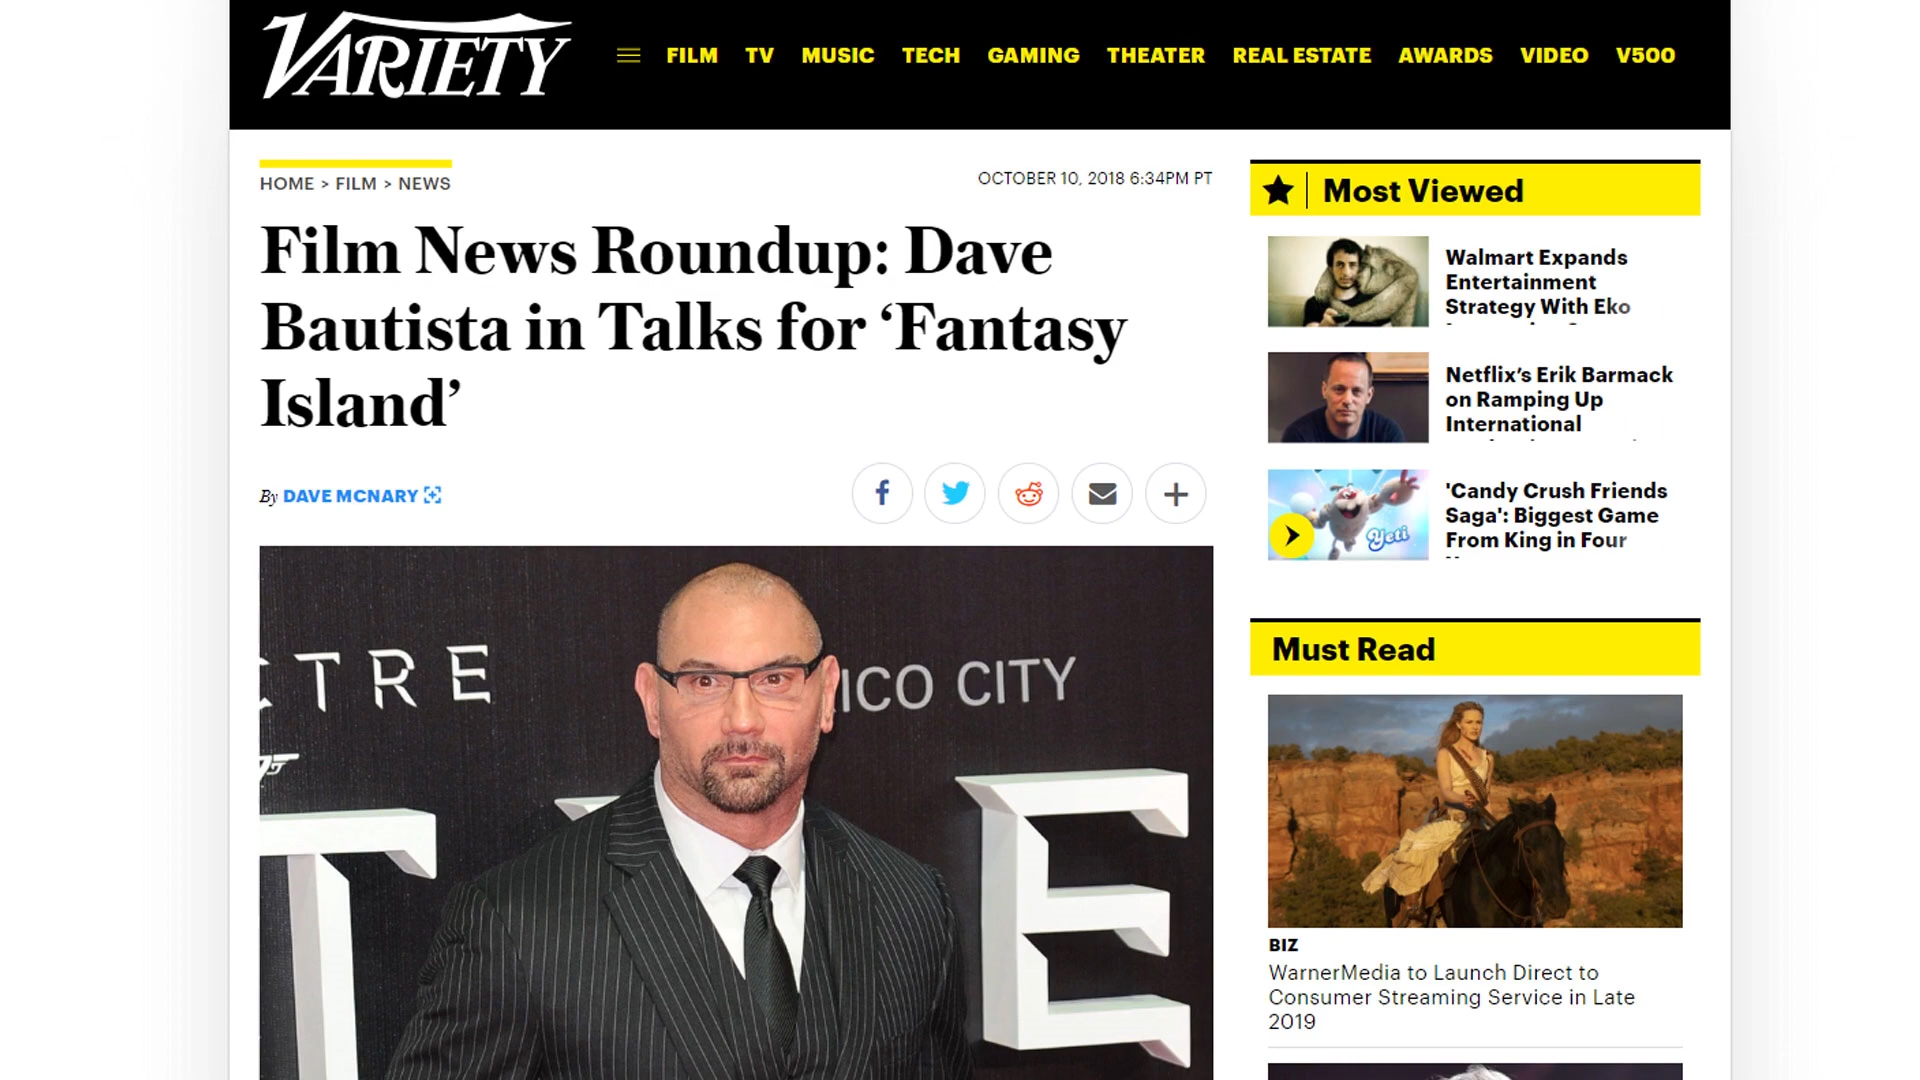 VARIETY
FILM TV MUSIC TECH GAMING THEATER REAL ESTATE AWARDS VIDEO V500
HOME > FILM > NEWS
OCTOBER 10, 2018 6:34PM PT
Film News Roundup: Dave
Bautista in Talks for ‘Fantasy
Island’
By DAVE MCNARY
CTRE
ICO CITY
E
Most Viewed
Walmart Expands
Entertainment
Strategy With Eko
Netflix’s Erik Barmack
on Ramping Up
International
Yeti
'Candy Crush Friends
Saga': Biggest Game
From King in Four
Must Read
BIZ
WarnerMedia to Launch Direct to
Consumer Streaming Service in Late
2019